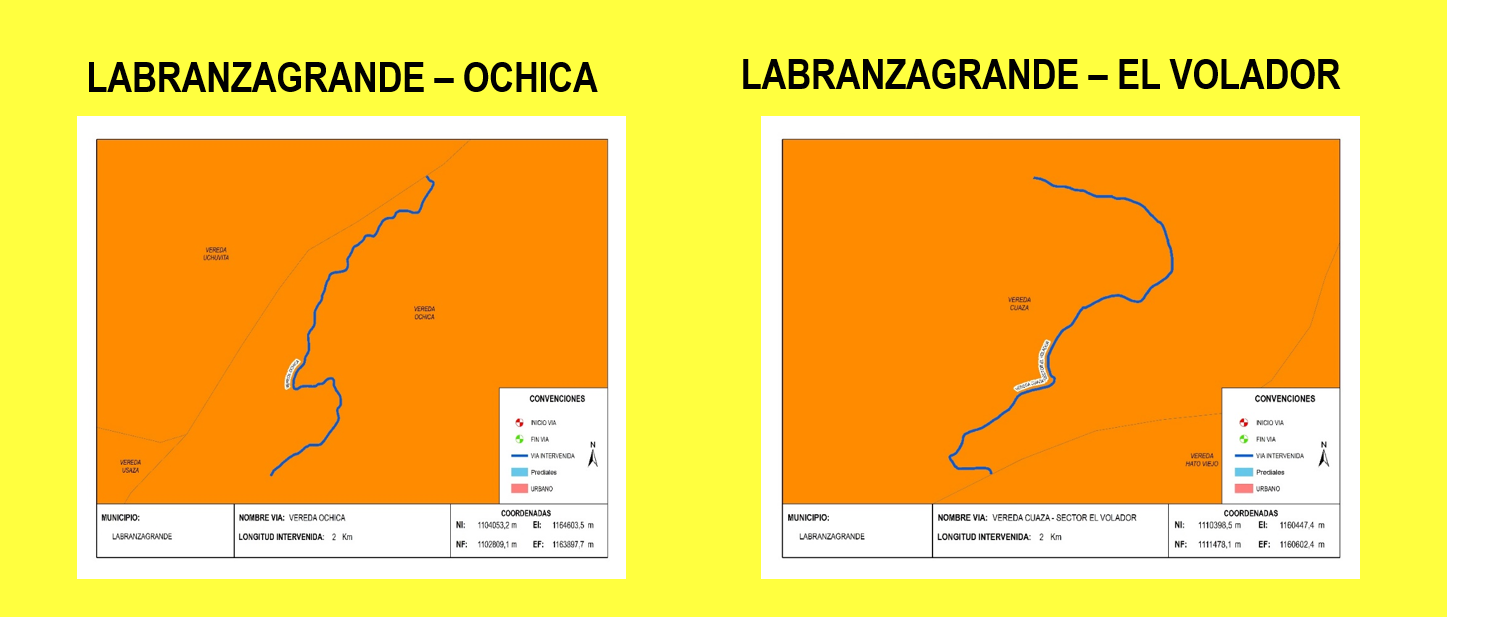 LABRANZAGRANDE – OCHICA
VEREDA
UCHUVITA
VEREDA
OCHICA
VEREDA OCHICA
VEREDA
USAZA
CONVENCIONES
INICIO VIA
FIN VIA
VIA INTERVENIDA
Prediales
URBANO
N
MUNICIPIO:
LABRANZAGRANDE
NOMBRE VIA: VEREDA OCHICA
LONGITUD INTERVENIDA: 2 Km
COORDENADAS
NI: 1104053,2 m EI: 1164603,5 m
NF: 1102809,1 m EF: 1163897,7 m
LABRANZAGRANDE – EL VOLADOR
VEREDA
CUAZA
VEREDA CUAZA
VEREDA
HATO VIEJO
CONVENCIONES
INICIO VIA
FIN VIA
VIA INTERVENIDA
Prediales
URBANO
N
MUNICIPIO:
LABRANZAGRANDE
NOMBRE VIA: VEREDA CUAZA - SECTOR EL VOLADOR
LONGITUD INTERVENIDA: 2 Km
COORDENADAS
NI: 1110398,5 m EI: 1160447,4 m
NF: 1111478,1 m EF: 1160602,4 m